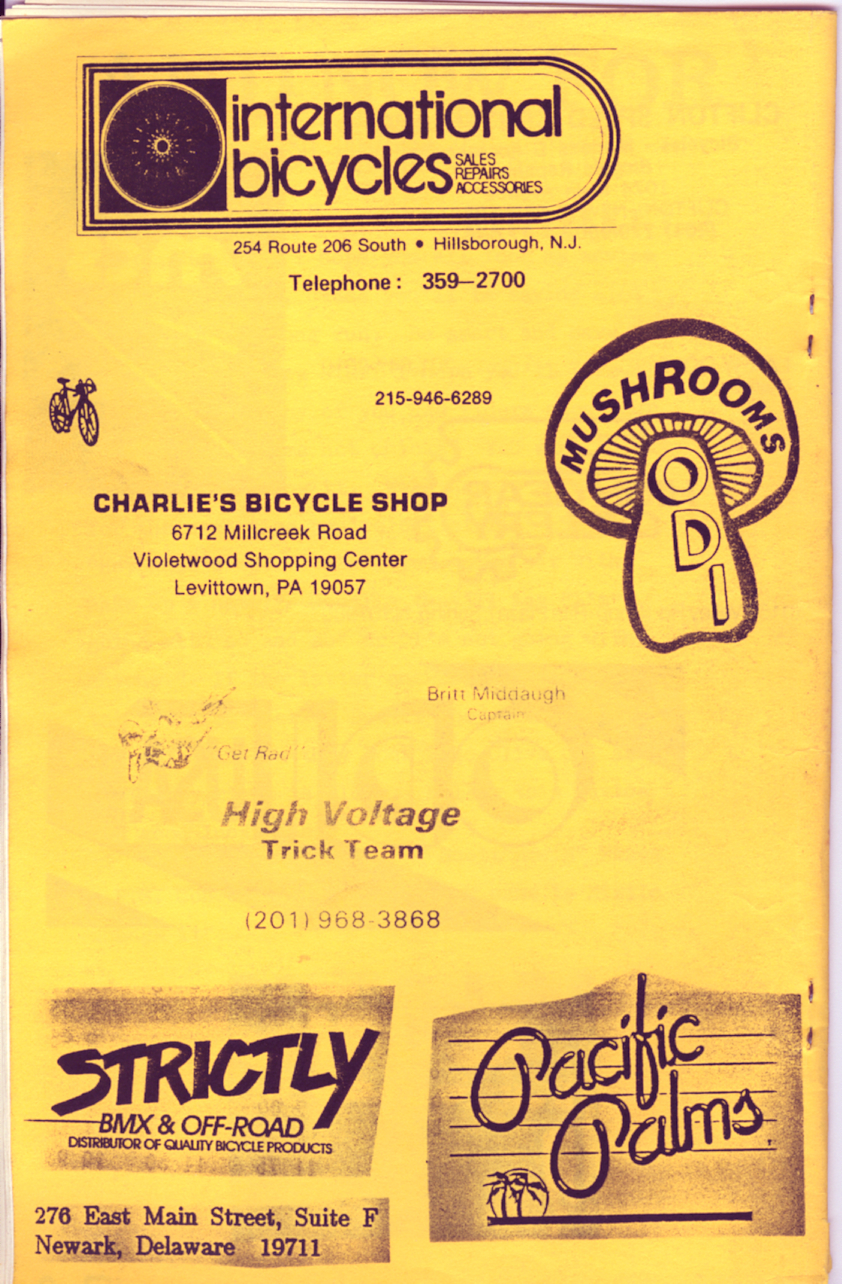 international
bicycles
SALES
REPAIRS
ACCESSORIES
254 Route 206 South • Hillsborough, N.J.
Telephone: 359-2700
215-946-6289
MUSHROOMS
ODI
CHARLIE'S BICYCLE SHOP
6712 Millcreek Road
Violetwood Shopping Center
Levittown, PA 19057
Britt Middaugh
Captain
"Get Rad"
High Voltage
Trick Team
(201) 968-3868
STRICTLY
BMX & OFF-ROAD
DISTRIBUTOR OF QUALITY BICYCLE PRODUCTS
276 East Main Street, Suite F
Newark, Delaware 19711
Pacific
Palms